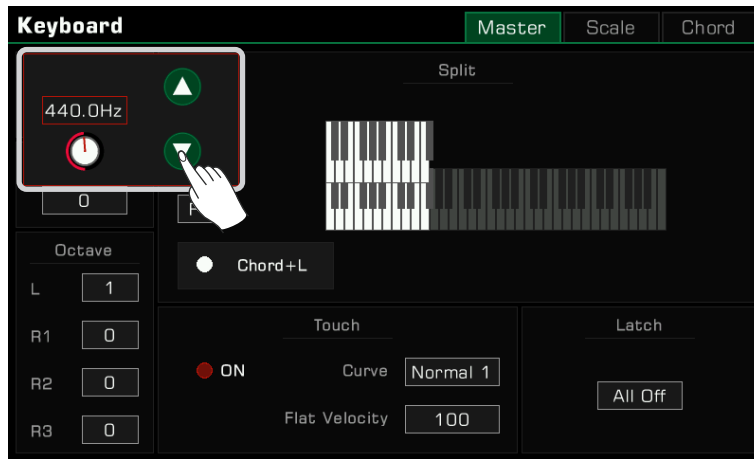 Keyboard
Master
Scale
Chord
440.0Hz
0
Split
Chord+L
Octave
L 1
R1 0
R2 0
R3 0
Touch
ON
Curve Normal 1
Flat Velocity 100
Latch
All Off